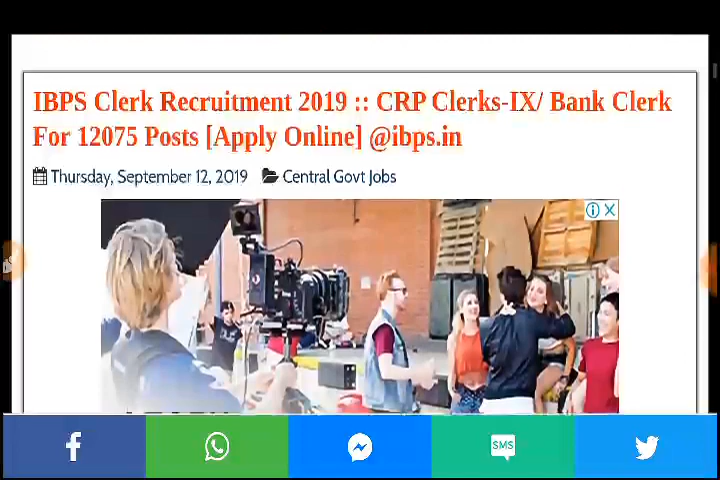 IBPS Clerk Recruitment 2019 :: CRP Clerks-IX/ Bank Clerk
For 12075 Posts [Apply Online] @ibps.in
Thursday, September 12, 2019 Central Govt Jobs
SMS